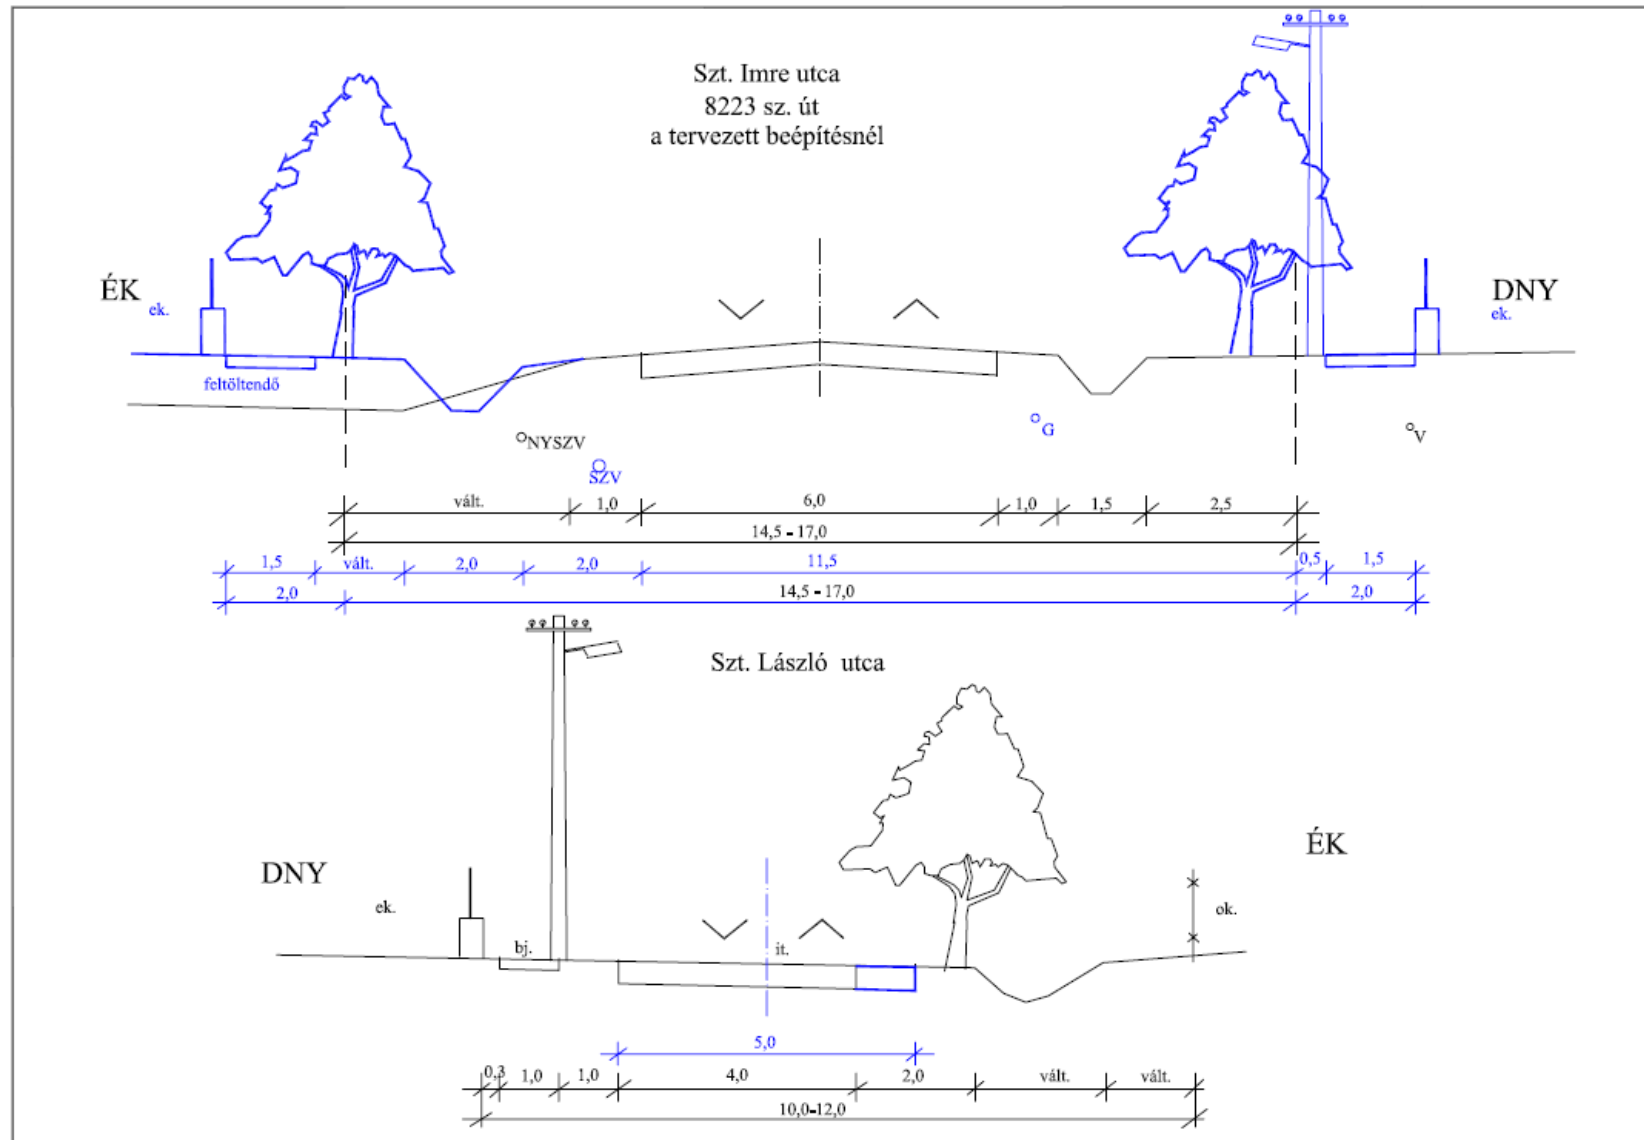 Szt. Imre utca
8223 sz. út
a tervezett beépítésnél
ÉK
ek.
DNY
ek.
feltöltendő
NYSZV
SZV
G
V
vált.
1,0
6,0
1,0
1,5
2,5
14,5 - 17,0
1,5
vált.
2,0
2,0
11,5
0,5
1,5
2,0
14,5 - 17,0
2,0
Szt. László utca
DNY
ÉK
ek.
ok.
bj.
it.
5,0
0,3
1,0
1,0
4,0
2,0
vált.
vált.
10,0-12,0